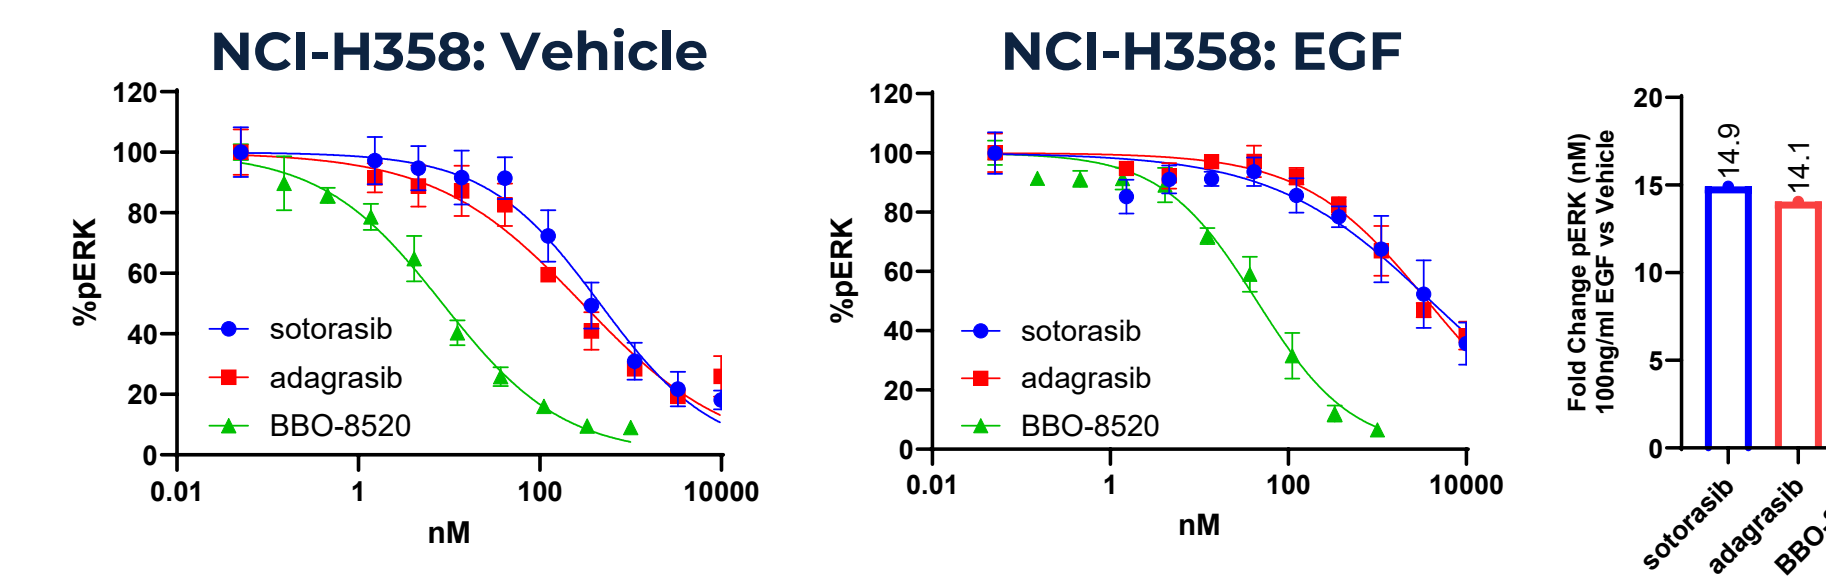 NCI-H358: Vehicle
120
100
80
60
40
20
0
%pERK
sotorasib
adagrasib
BBO-8520
0.01
1
100
10000
nM
NCI-H358: EGF
120
100
80
60
40
20
0
%pERK
sotorasib
adagrasib
BBO-8520
0.01
1
100
10000
nM
Fold Change pERK (nM)
100ng/ml EGF vs Vehicle
20
15
10
5
0
14.9
14.1
sotorasib
adagrasib
BBO-